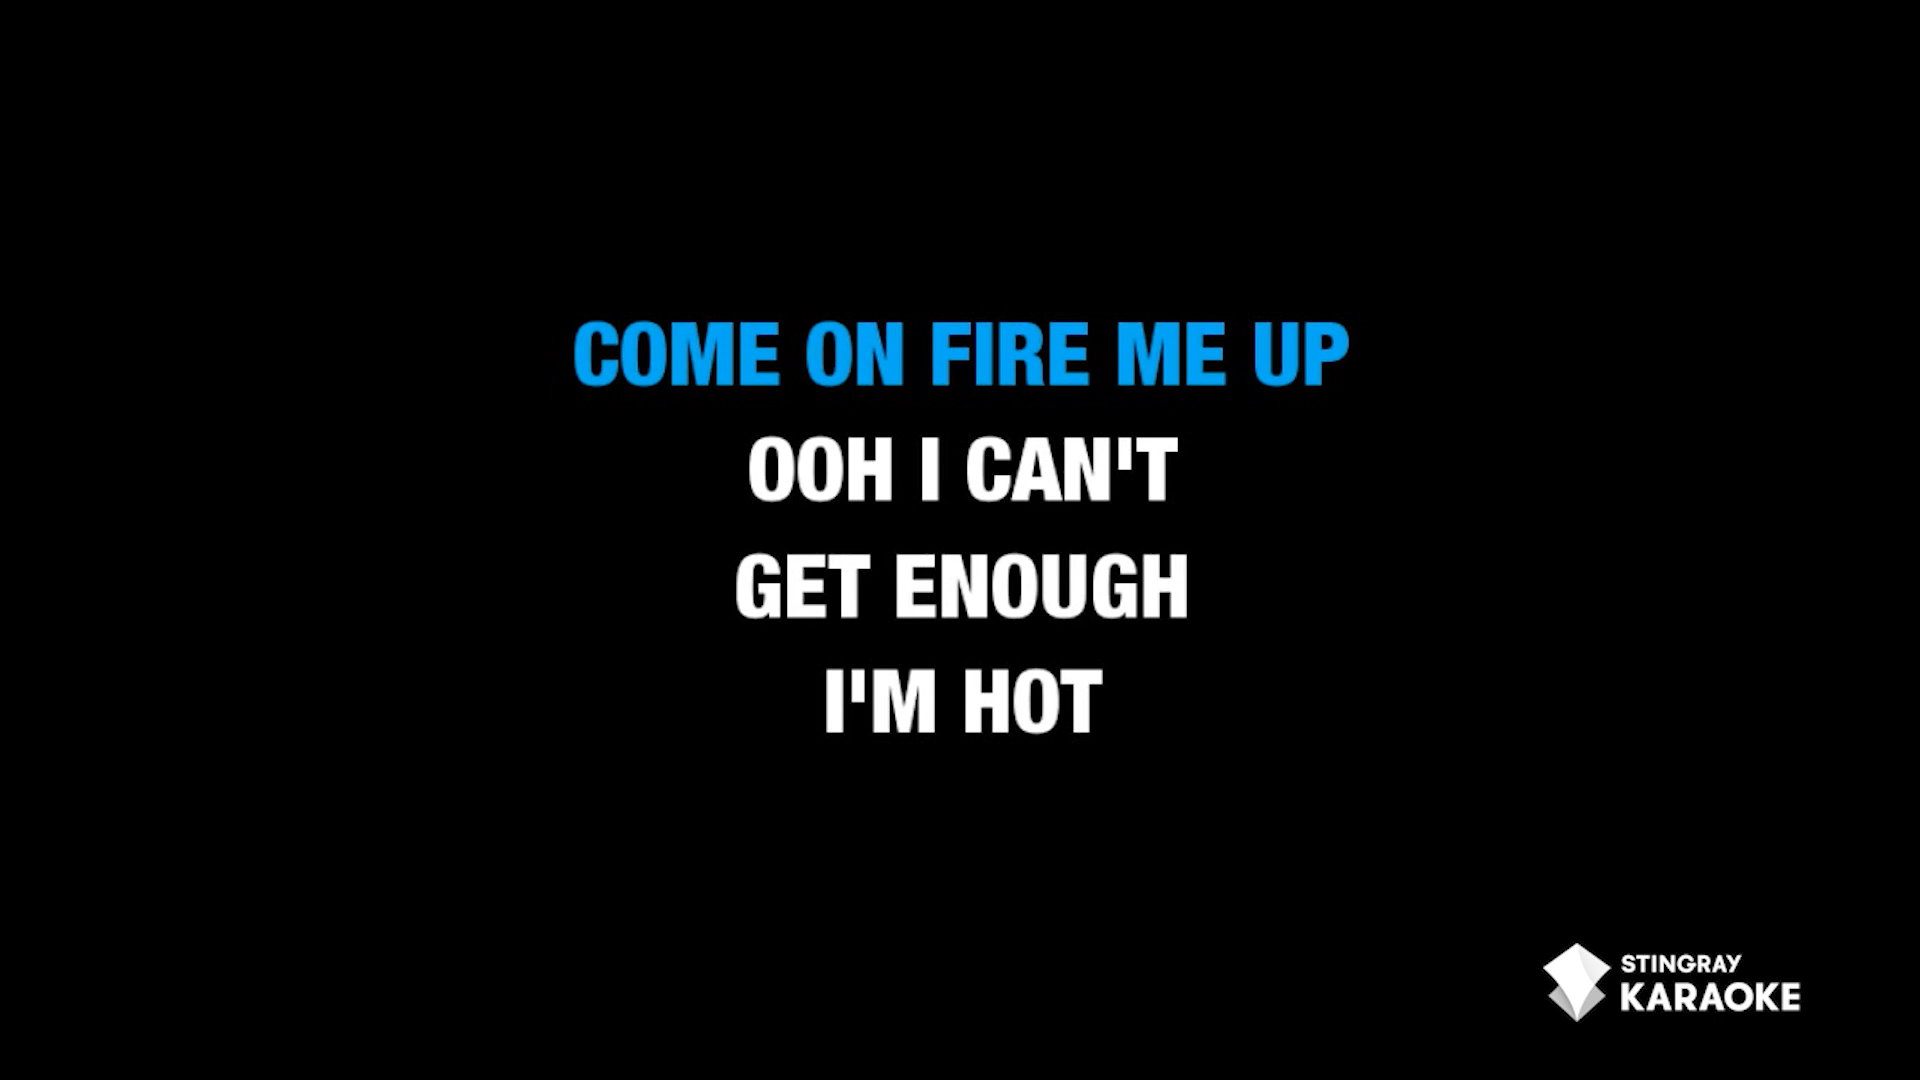 COME ON FIRE ME UP
OOH I CAN'T
GET ENOUGH
I'M HOT
STINGRAY
KARAOKE